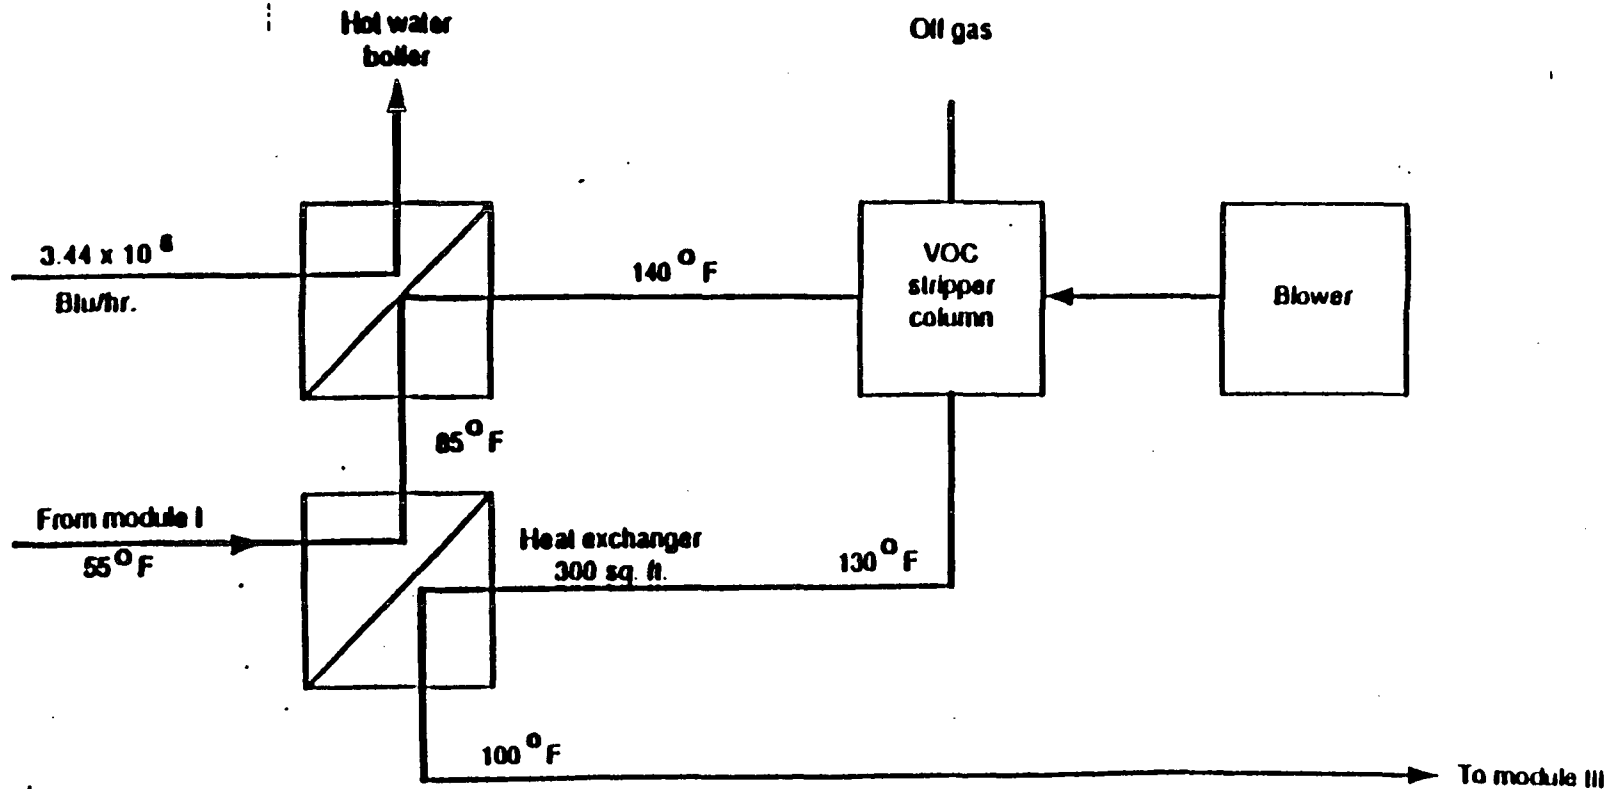 Hot water
boiler
Off gas
3.44 x 10⁶
Btu/hr.
140 °F
VOC
stripper
column
Blower
85 °F
From module I
55 °F
Heat exchanger
300 sq. ft.
130 °F
100 °F
To module III